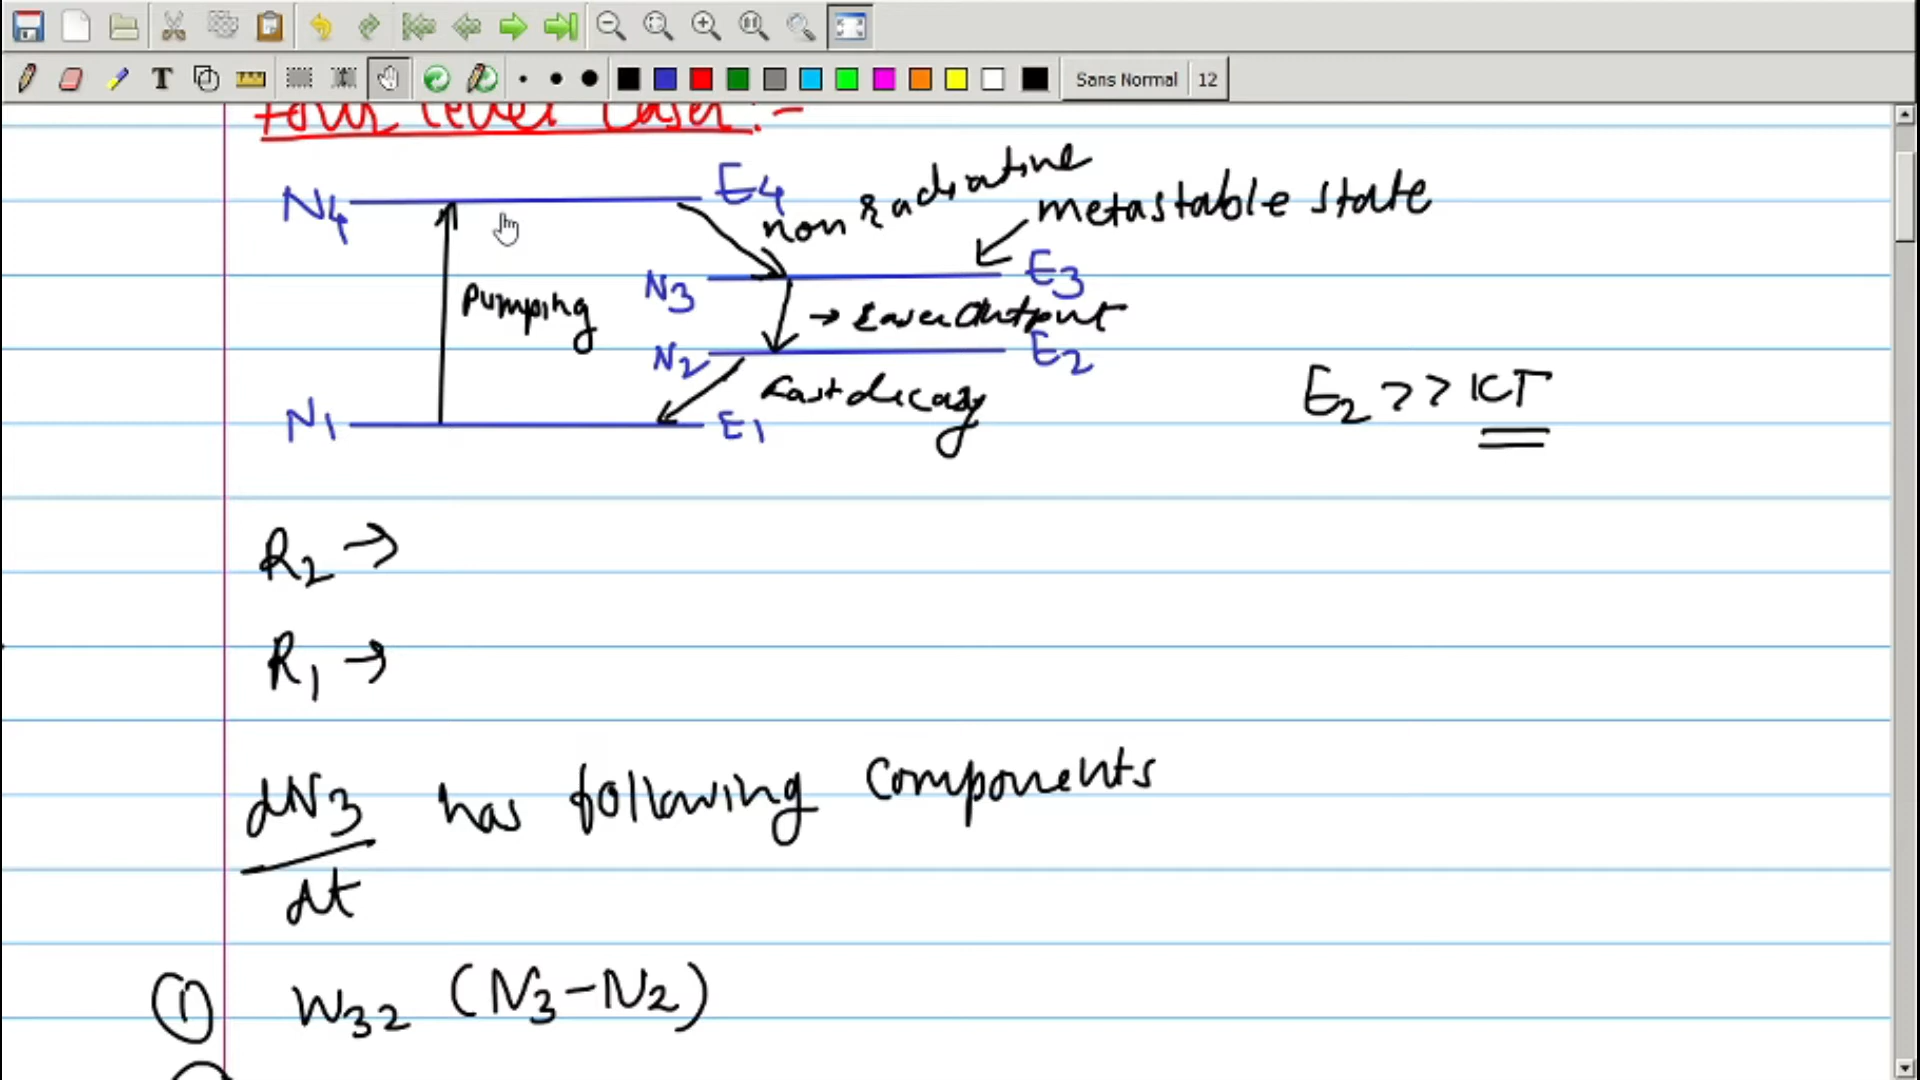 Sans Normal 12
Four level Laser :-
N4 E4 non radiative metastable state
N3 E3
Pumping → Laser Output
N2 E2
fast decay E2 >> KT
N1 E1
R2 →
R1 →
dN3 has following components
dt
① W32 (N3-N2)